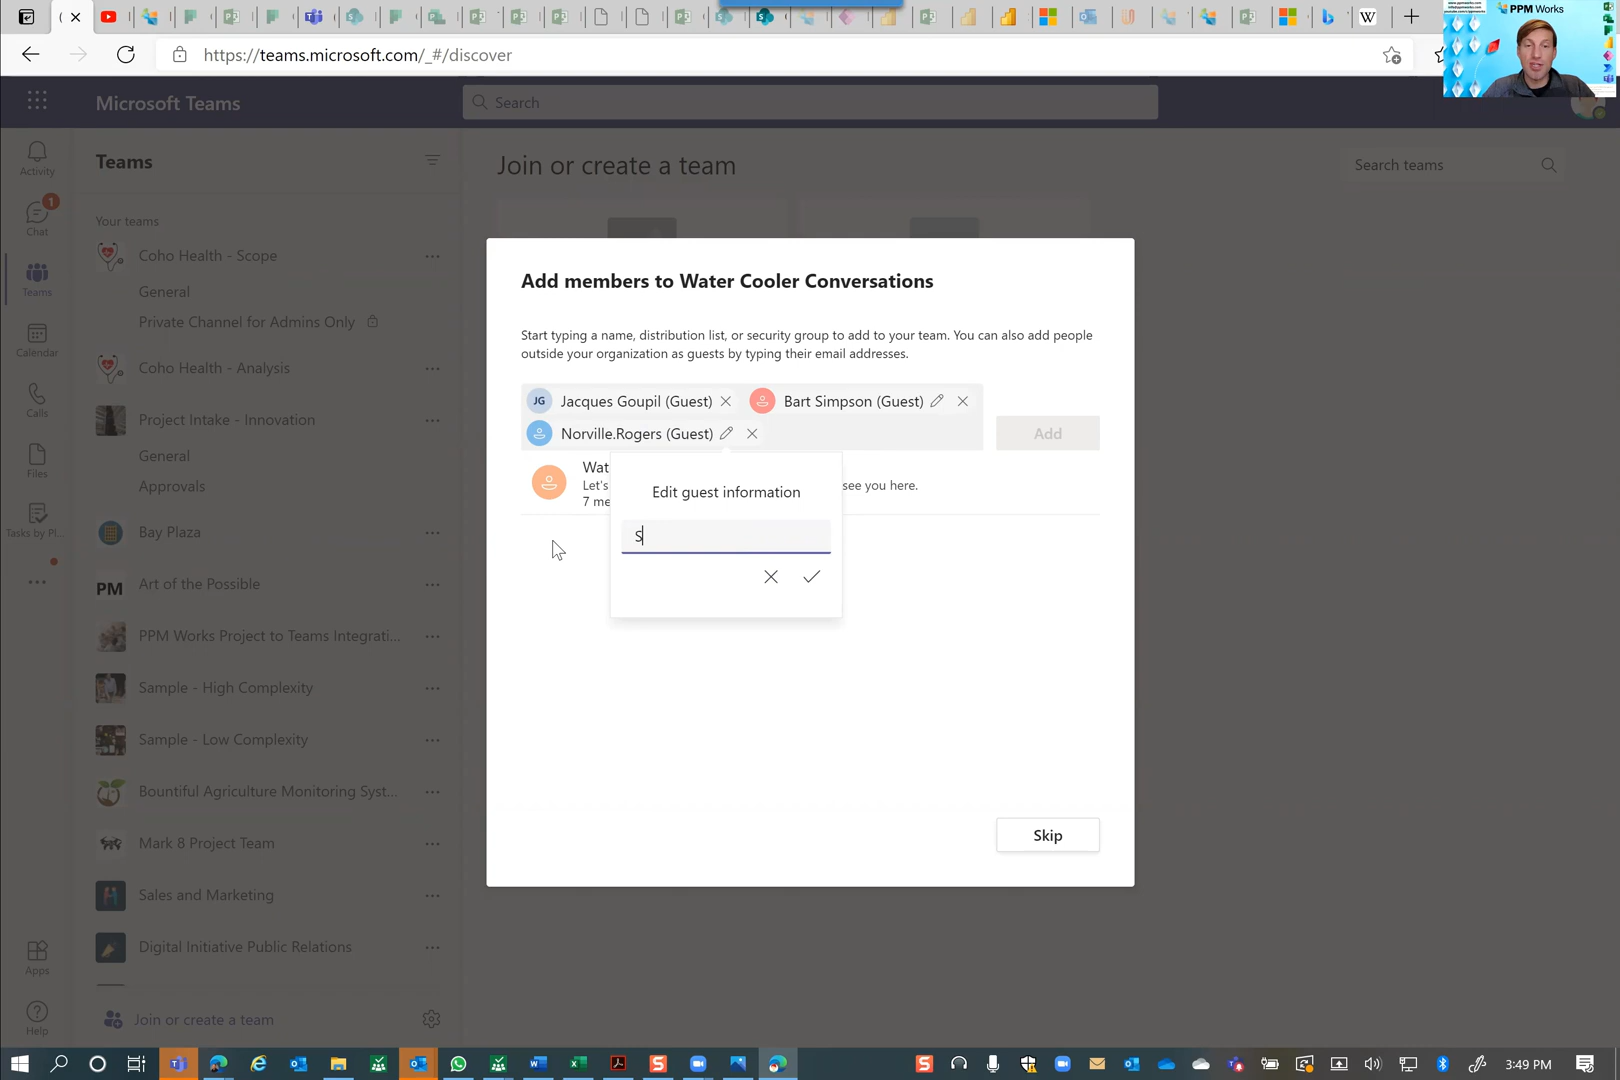 https://teams.microsoft.com/_#/discover
PPM Works
Microsoft Teams
Search
Activity
Chat
1
Teams
Calendar
Calls
Files
Tasks by Pl...
Apps
Help
Teams
Your teams
Coho Health - Scope
General
Private Channel for Admins Only
Coho Health - Analysis
Project Intake - Innovation
General
Approvals
Bay Plaza
PM
Art of the Possible
PPM Works Project to Teams Integrati...
Sample - High Complexity
Sample - Low Complexity
Bountiful Agriculture Monitoring Syst...
Mark 8 Project Team
Sales and Marketing
Digital Initiative Public Relations
Join or create a team
Join or create a team
Search teams
Add members to Water Cooler Conversations
Start typing a name, distribution list, or security group to add to your team. You can also add people
outside your organization as guests by typing their email addresses.
JG Jacques Goupil (Guest) Bart Simpson (Guest)
Norville.Rogers (Guest)
Add
Wat
Let's see you here.
7 me
Edit guest information
S
Skip
3:49 PM